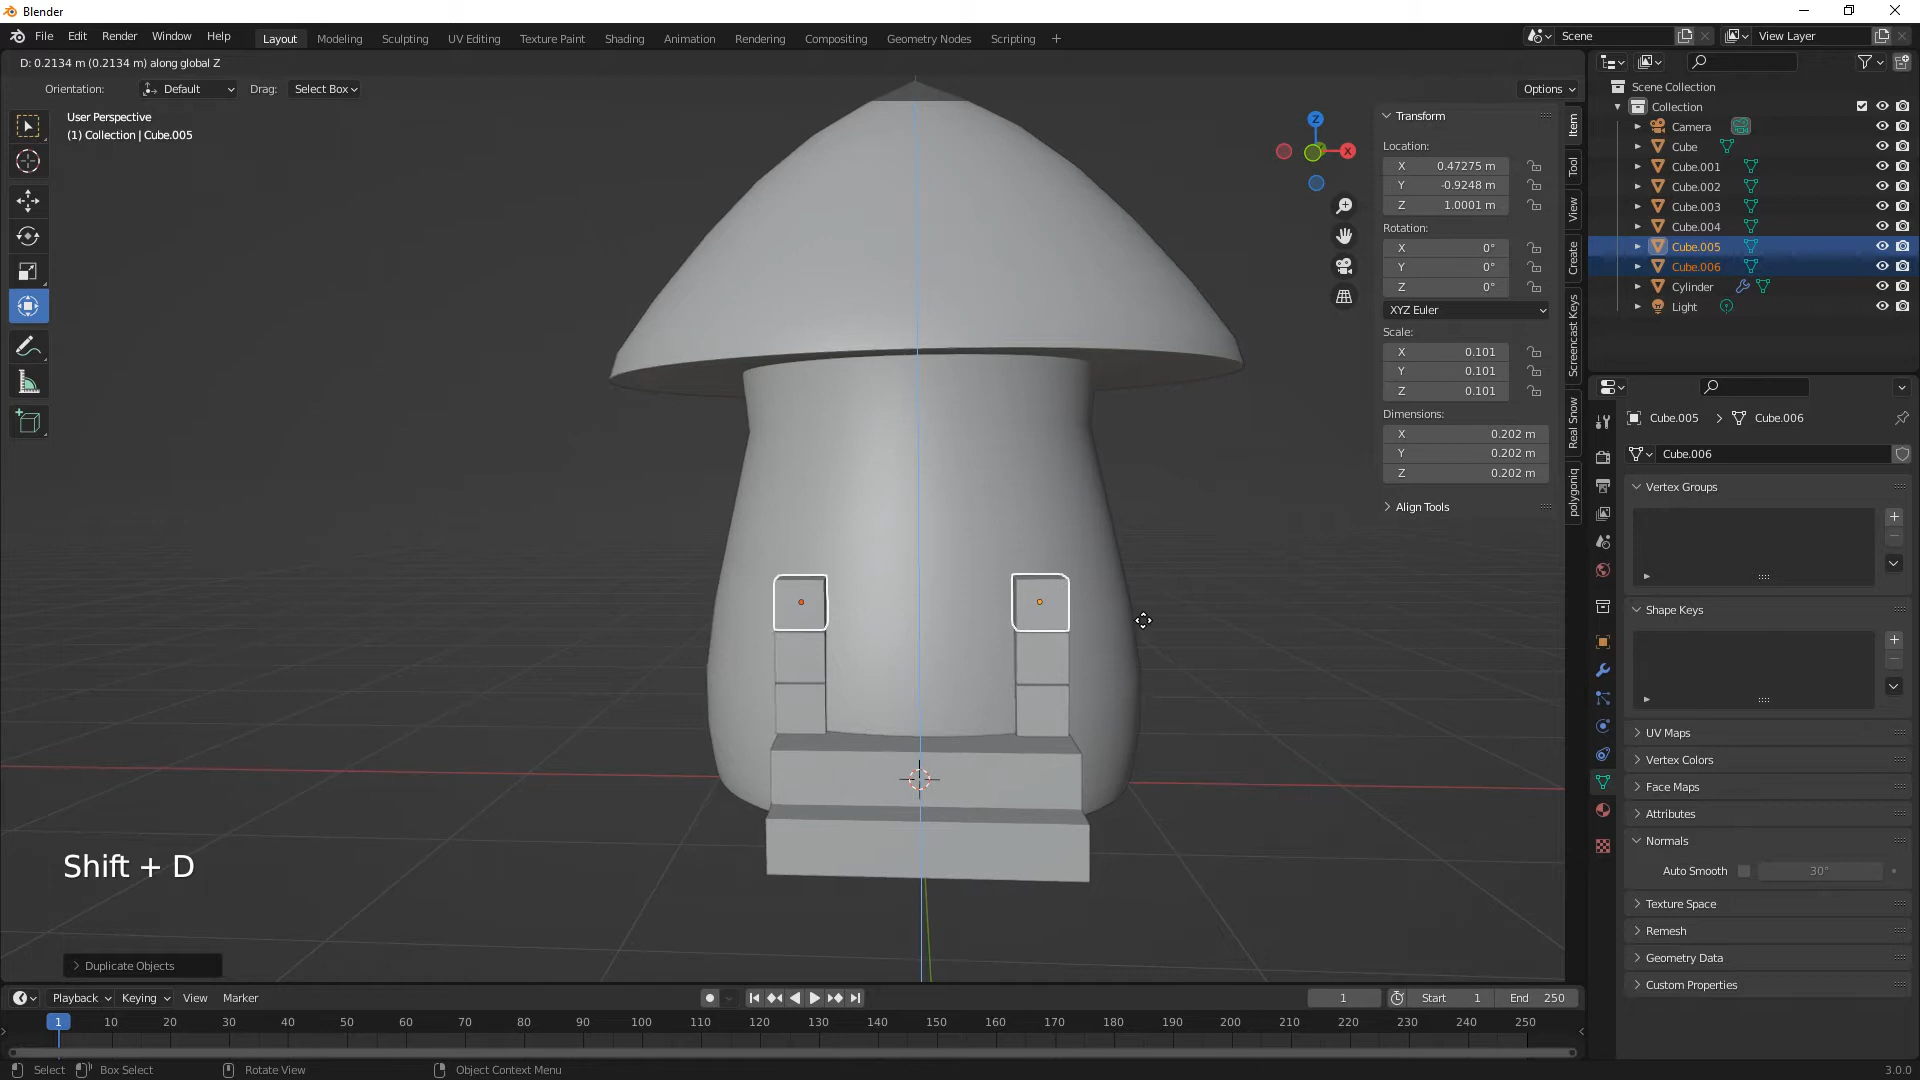 Blender
File Edit Render Window Help
Layout Modeling Sculpting UV Editing Texture Paint Shading Animation Rendering Compositing Geometry Nodes Scripting +
Scene
View Layer
D: 0.2134 m (0.2134 m) along global Z
Orientation: Default Drag: Select Box
Options
User Perspective
(1) Collection | Cube.005
Z
X
Transform
Location:
X 0.47275 m
Y -0.9248 m
Z 1.0001 m
Rotation:
X 0°
Y 0°
Z 0°
XYZ Euler
Scale:
X 0.101
Y 0.101
Z 0.101
Dimensions:
X 0.202 m
Y 0.202 m
Z 0.202 m
Align Tools
Item
Tool
View
Create
Screencast Keys
Real Snow
polygoniq
Scene Collection
Collection
Camera
Cube
Cube.001
Cube.002
Cube.003
Cube.004
Cube.005
Cube.006
Cylinder
Light
Cube.005 > Cube.006
Cube.006
Vertex Groups
Shape Keys
UV Maps
Vertex Colors
Face Maps
Attributes
Normals
Auto Smooth 30°
Texture Space
Remesh
Geometry Data
Custom Properties
Shift + D
Duplicate Objects
Playback Keying View Marker
1 Start 1 End 250
1 10 20 30 40 50 60 70 80 90 100 110 120 130 140 150 160 170 180 190 200 210 220 230 240 250
Select Box Select Rotate View Object Context Menu
3.0.0